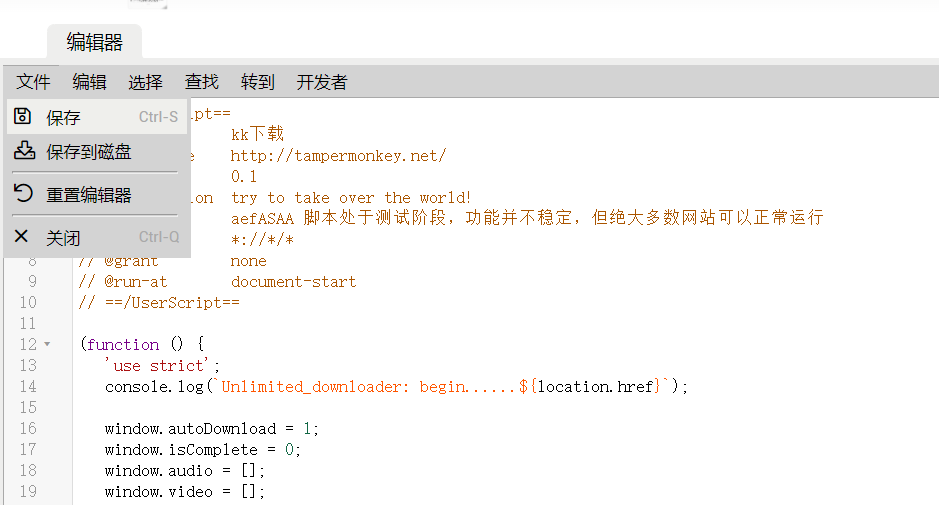 编辑器
文件 编辑 选择 查找 转到 开发者
保存 Ctrl-S
保存到磁盘
重置编辑器
关闭 Ctrl-Q
ipt==
kk下载
e http://tampermonkey.net/
0.1
ion try to take over the world!
aefASAA 脚本处于测试阶段，功能并不稳定，但绝大多数网站可以正常运行
*://*/*
8 // @grant none
9 // @run-at document-start
10 // ==/UserScript==
11
12 (function () {
13 'use strict';
14 console.log(`Unlimited_downloader: begin......${location.href}`);
15
16 window.autoDownload = 1;
17 window.isComplete = 0;
18 window.audio = [];
19 window.video = [];